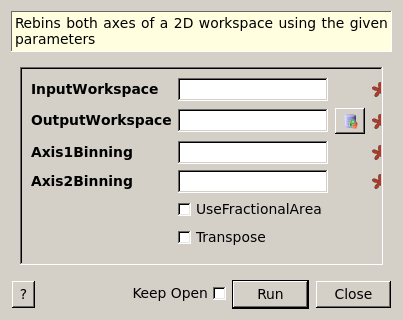 Rebins both axes of a 2D workspace using the given
parameters
InputWorkspace
OutputWorkspace
Axis1Binning
Axis2Binning
UseFractionalArea
Transpose
? Keep Open Run Close